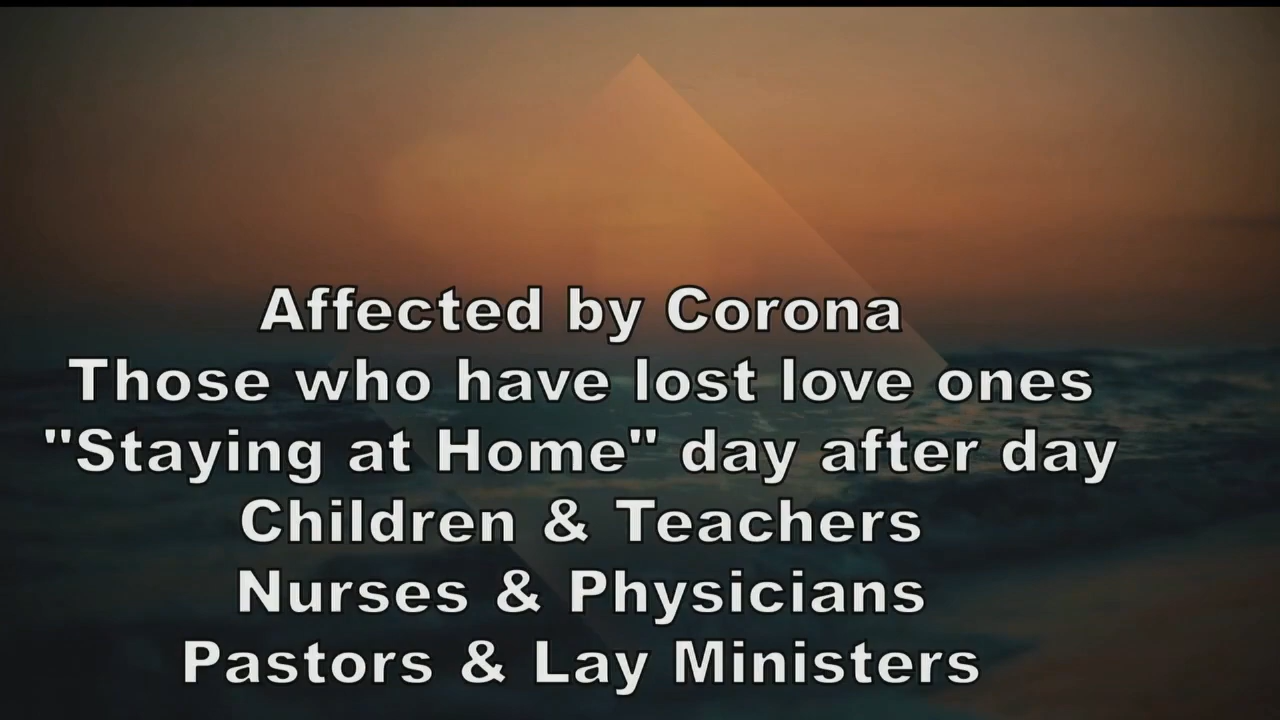 Affected by Corona
Those who have lost love ones
"Staying at Home" day after day
Children & Teachers
Nurses & Physicians
Pastors & Lay Ministers